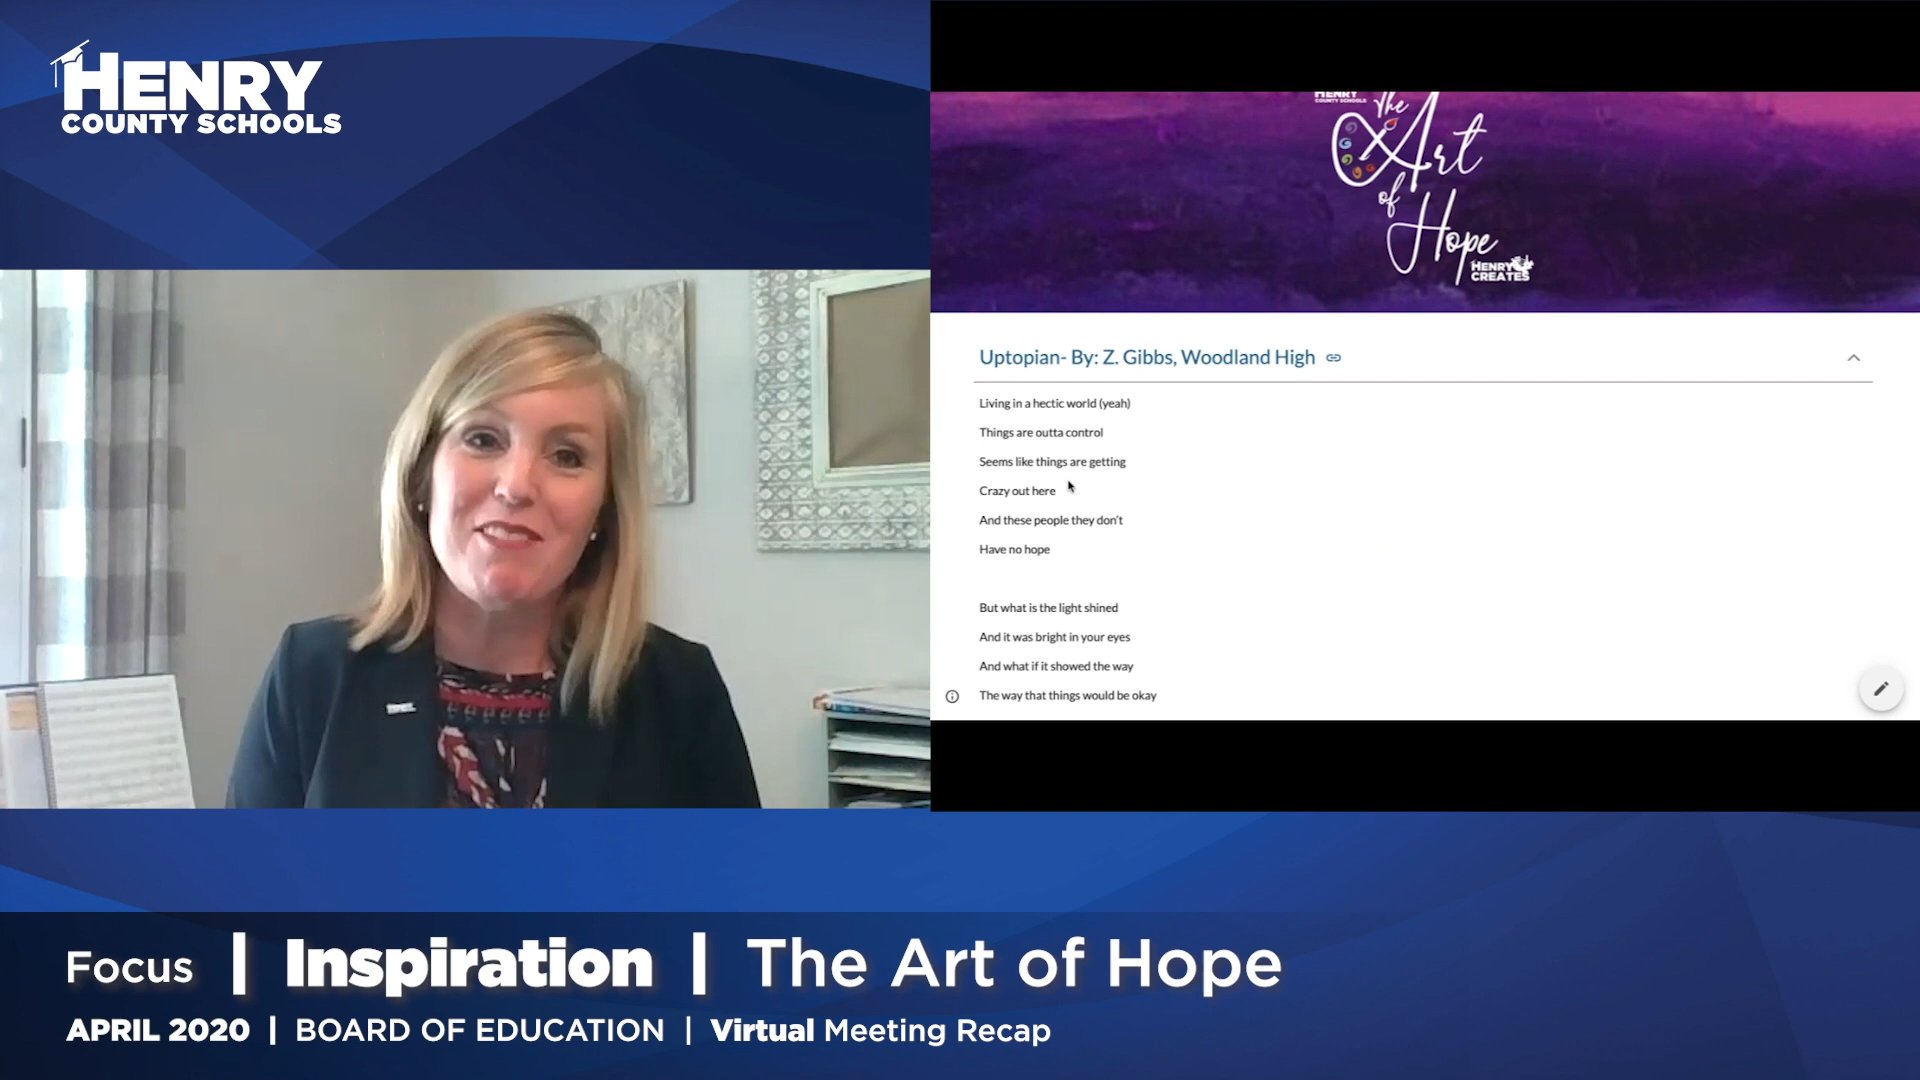 HENRY
COUNTY SCHOOLS
HENRY
COUNTY SCHOOLS
The
Art
of
Hope
HENRY
CREATES
Uptopian- By: Z. Gibbs, Woodland High
Living in a hectic world (yeah)
Things are outta control
Seems like things are getting
Crazy out here
And these people they don't
Have no hope
But what is the light shined
And it was bright in your eyes
And what if it showed the way
The way that things would be okay
Focus | Inspiration | The Art of Hope
APRIL 2020 | BOARD OF EDUCATION | Virtual Meeting Recap